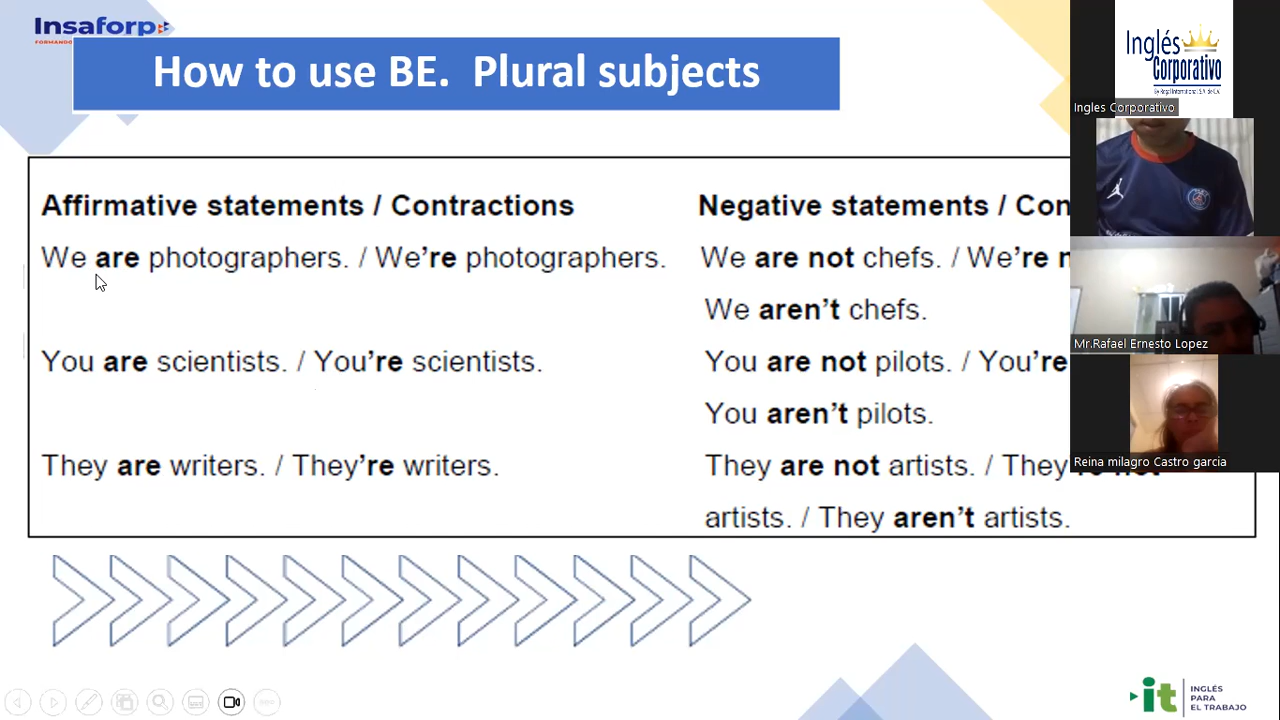 Insaforp
How to use BE. Plural subjects
Affirmative statements / Contractions
We are photographers. / We're photographers.
You are scientists. / You're scientists.
They are writers. / They're writers.
Negative statements / Con
We are not chefs. / We're n
We aren't chefs.
You are not pilots. / You're
You aren't pilots.
They are not artists. / They're not
artists. / They aren't artists.
Inglés
Corporativo
Ingles Corporativo
Mr.Rafael Ernesto Lopez
Reina milagro Castro garcia
it
INGLÉS
PARA
EL TRABAJO